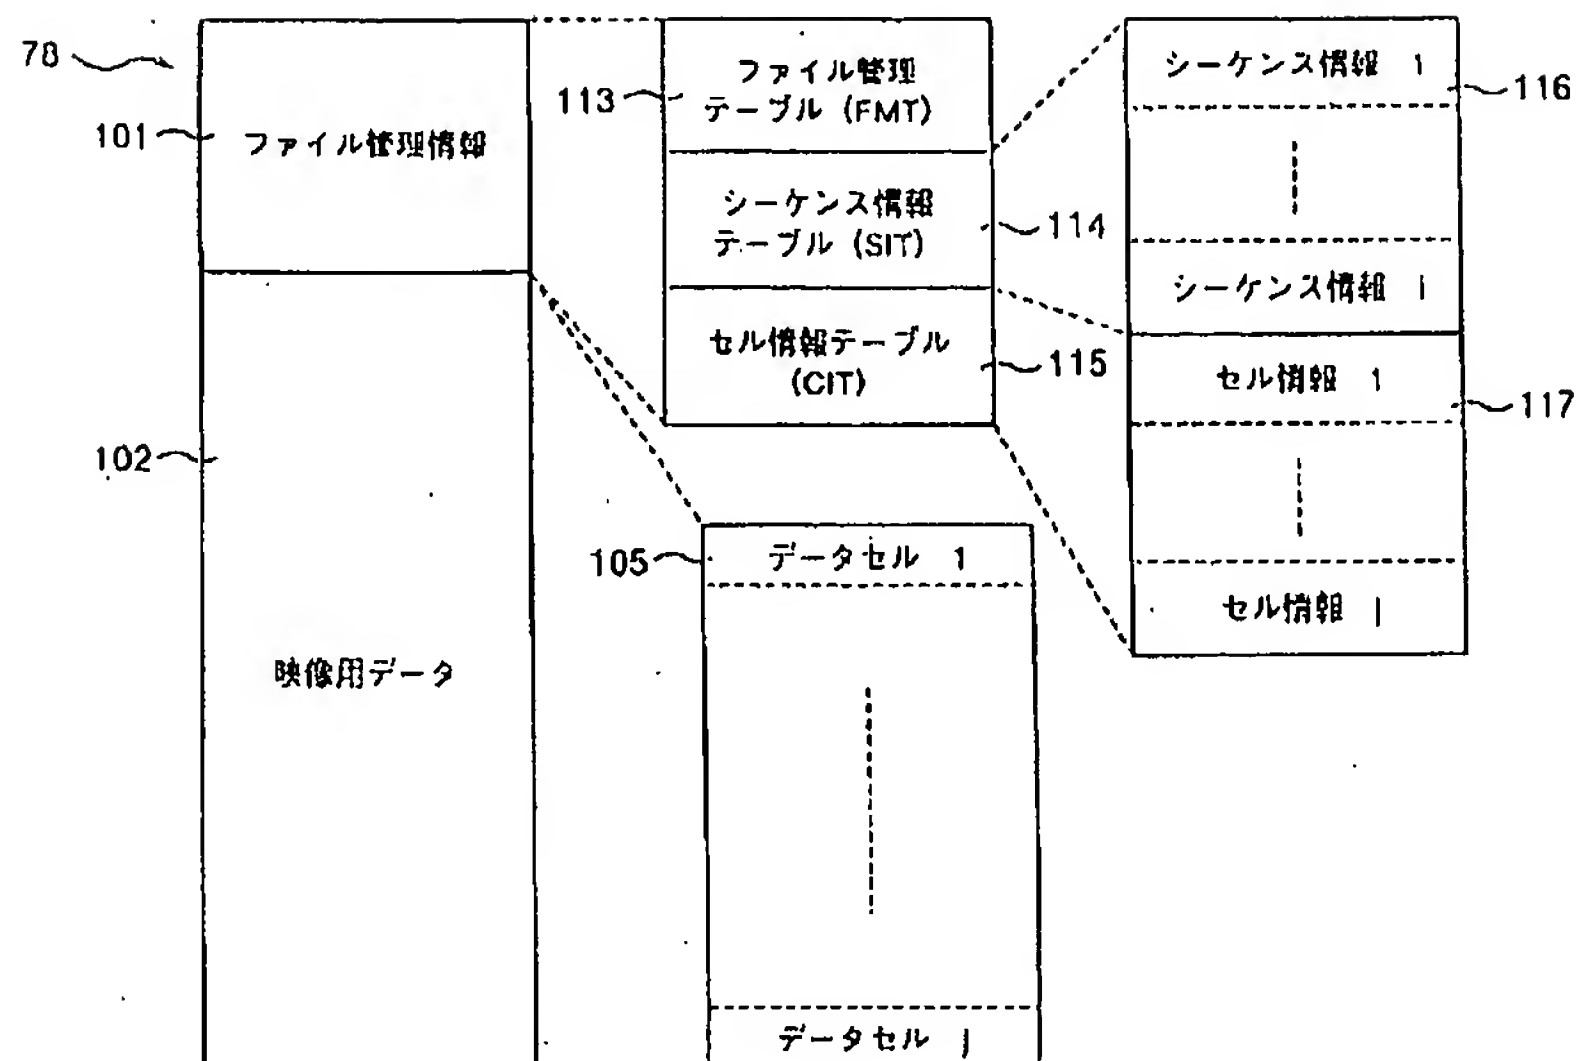 78
101
ファイル管理情報
102
映像用データ
113
ファイル管理
テーブル (FMT)
シーケンス情報
テーブル (SIT)
114
セル情報テーブル
(CIT)
115
105
データセル 1
データセル j
シーケンス情報 1
116
シーケンス情報 i
セル情報 1
117
セル情報 j